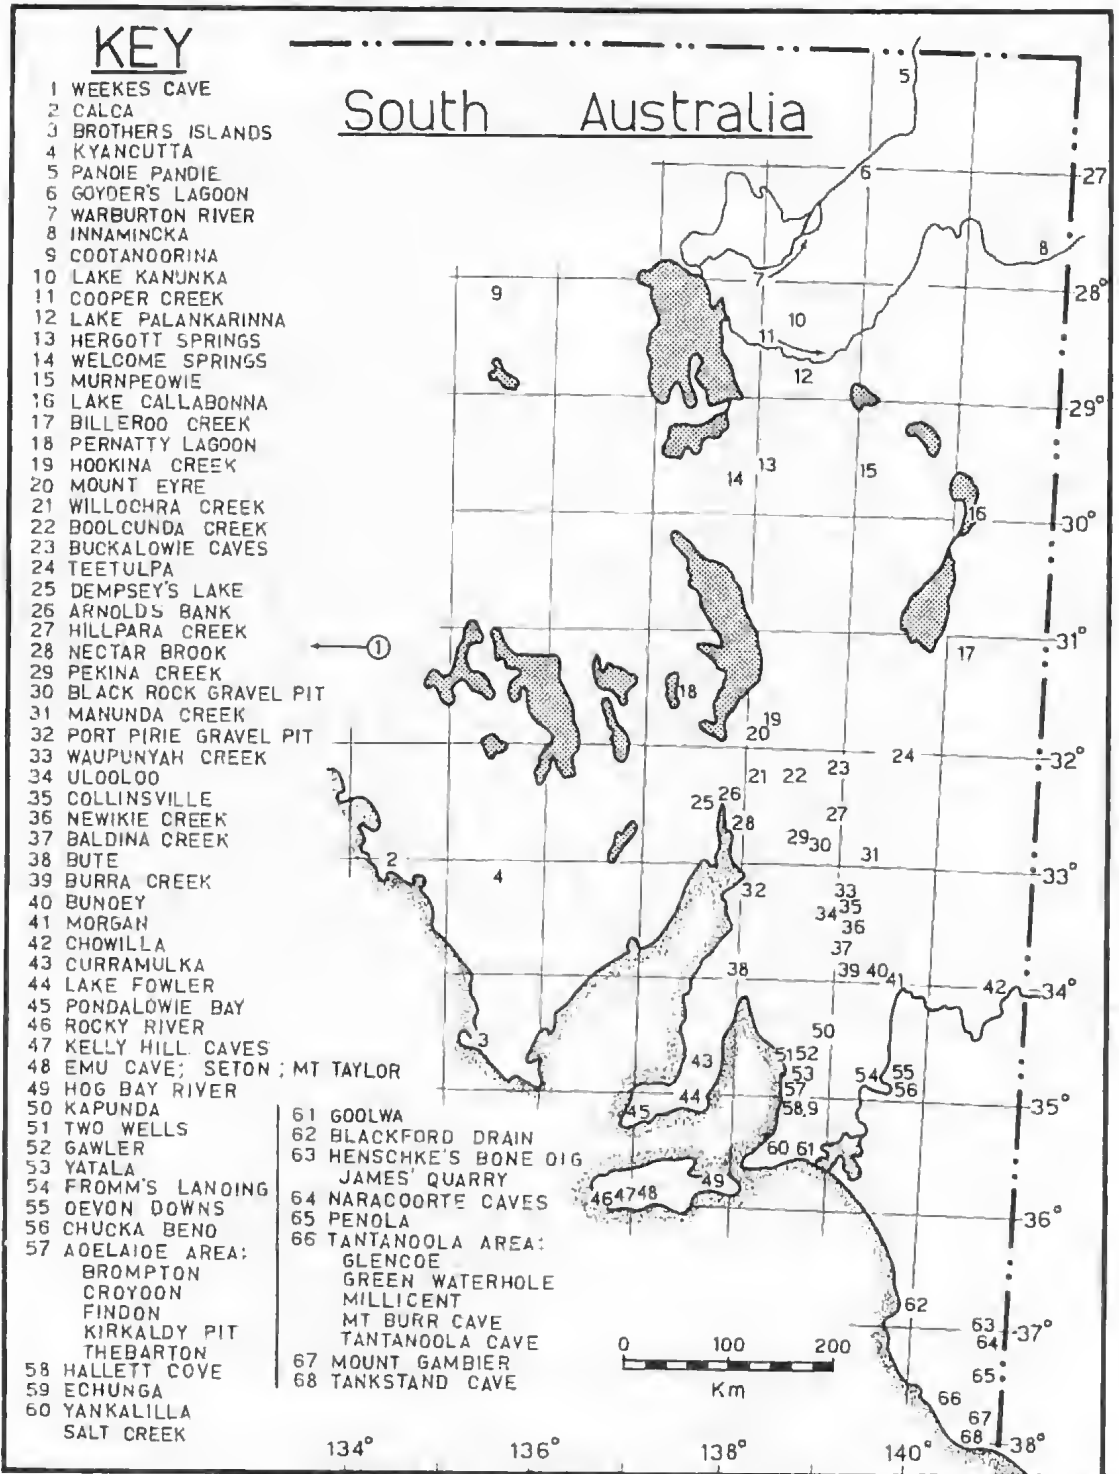 KEY
1 WEEKES CAVE
2 CALCA
3 BROTHERS ISLANDS
4 KYANCUTTA
5 PANOIE PANDIE
6 GOYDER'S LAGOON
7 WARBURTON RIVER
8 INNAMINCKA
9 COOTANOORINA
10 LAKE KANUNKA
11 COOPER CREEK
12 LAKE PALANKARINNA
13 HERGOTT SPRINGS
14 WELCOME SPRINGS
15 MURNPEOWIE
16 LAKE CALLABONNA
17 BILLEROO CREEK
18 PERNATTY LAGOON
19 HOOKINA CREEK
20 MOUNT EYRE
21 WILLOCHRA CREEK
22 BOOLCUNDA CREEK
23 BUCKALOWIE CAVES
24 TEETULPA
25 DEMPSEY'S LAKE
26 ARNOLDS BANK
27 HILLPARA CREEK
28 NECTAR BROOK
29 PEKINA CREEK
30 BLACK ROCK GRAVEL PIT
31 MANUNDA CREEK
32 PORT PIRIE GRAVEL PIT
33 WAUPUNYAH CREEK
34 ULOOLOO
35 COLLINSVILLE
36 NEWIKIE CREEK
37 BALDINA CREEK
38 BUTE
39 BURRA CREEK
40 BUNOEY
41 MORGAN
42 CHOWILLA
43 CURRAMULKA
44 LAKE FOWLER
45 PONDALOWIE BAY
46 ROCKY RIVER
47 KELLY HILL CAVES
48 EMU CAVE; SETON; MT TAYLOR
49 HOG BAY RIVER
50 KAPUNDA
51 TWO WELLS
52 GAWLER
53 YATALA
54 FROMM'S LANOING
55 OEVON OOWNS
56 CHUCKA BENO
57 AOELAIOE AREA:
BROMPTON
CROYOON
FINDON
KIRKALDY PIT
THEBARTON
58 HALLETT COVE
59 ECHUNGA
60 YANKALILLA
SALT CREEK
61 GOOLWA
62 BLACKFORD DRAIN
63 HENSCHKE'S BONE OIG
JAMES' QUARRY
64 NARACOORTE CAVES
65 PENOLA
66 TANTANOOLA AREA:
GLENCOE
GREEN WATERHOLE
MILLICENT
MT BURR CAVE
TANTANOOLA CAVE
67 MOUNT GAMBIER
68 TANKSTAND CAVE
South Australia
5
6
27
8
7
28°
9
10
11
12
29°
13
14
15
16
30°
1
31°
17
18
19
20
24
32°
21 22 23
25 26
27
28
29 30
31
2
4
33°
32
33
34 35
36
37
38
39 40 41
42
34°
3
50
43
51 52
53
54 55
56
57
44
45
58,9
35°
60 61
46 47 48
49
36°
62
63
37°
64
65
66
67
68
38°
0 100 200
Km
134° 136° 138° 140°